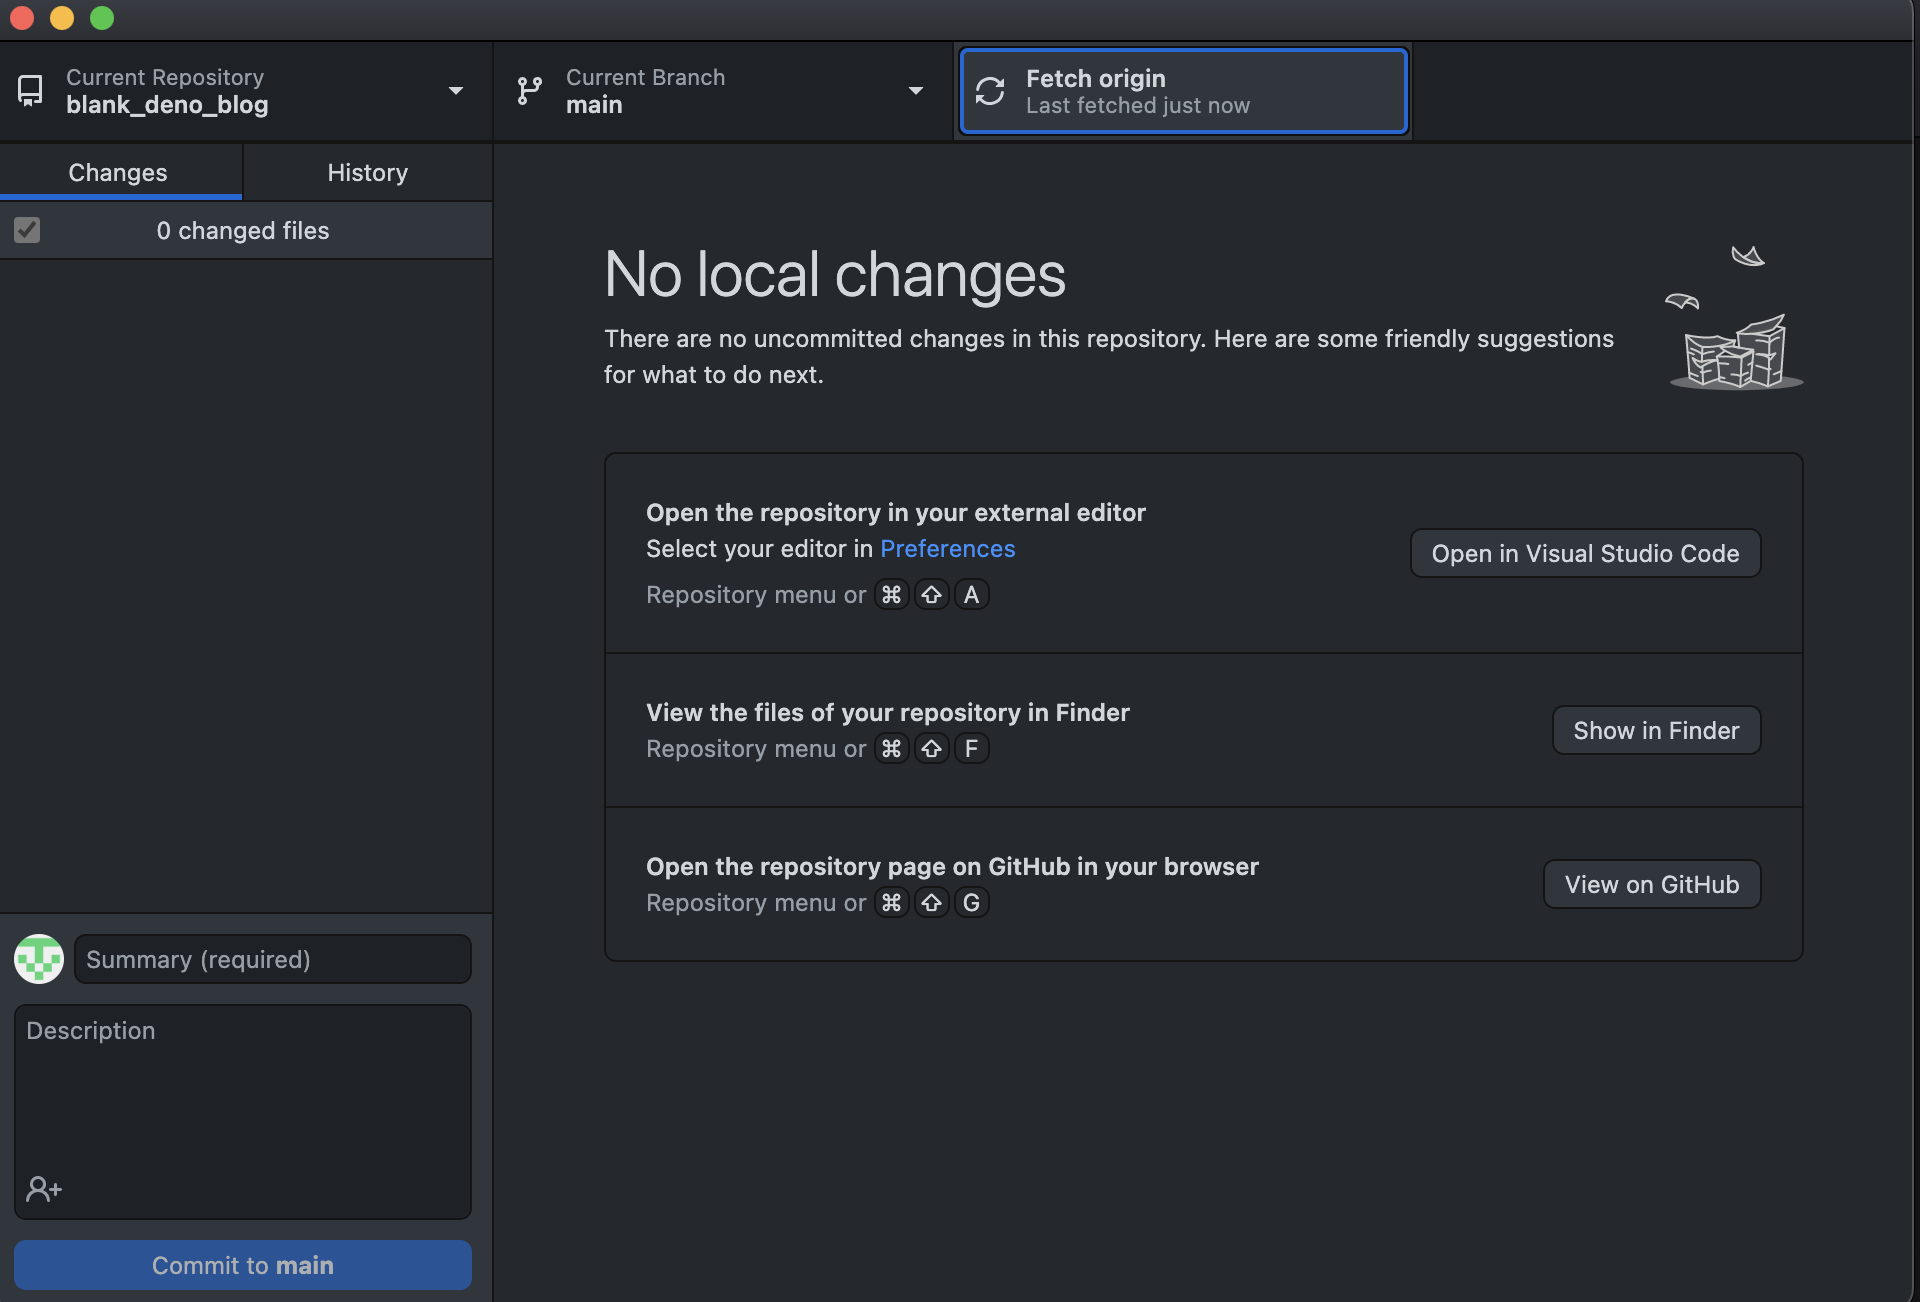 Current Repository
blank_deno_blog
Current Branch
main
Fetch origin
Last fetched just now
Changes
History
0 changed files
No local changes
There are no uncommitted changes in this repository. Here are some friendly suggestions
for what to do next.
Open the repository in your external editor
Select your editor in Preferences
Repository menu or ⌘ ⇧ A
Open in Visual Studio Code
View the files of your repository in Finder
Repository menu or ⌘ ⇧ F
Show in Finder
Open the repository page on GitHub in your browser
Repository menu or ⌘ ⇧ G
View on GitHub
Summary (required)
Description
Commit to main